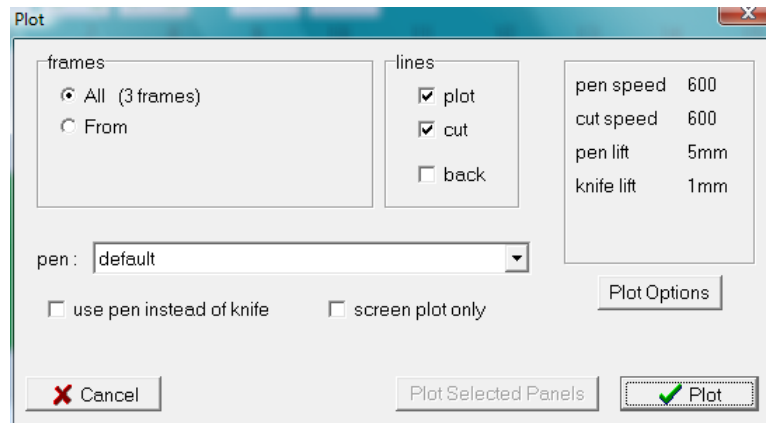 Plot
frames
All (3 frames)
From
lines
plot
cut
back
pen speed 600
cut speed 600
pen lift 5mm
knife lift 1mm
pen : default
use pen instead of knife
screen plot only
Plot Options
Cancel
Plot Selected Panels
Plot